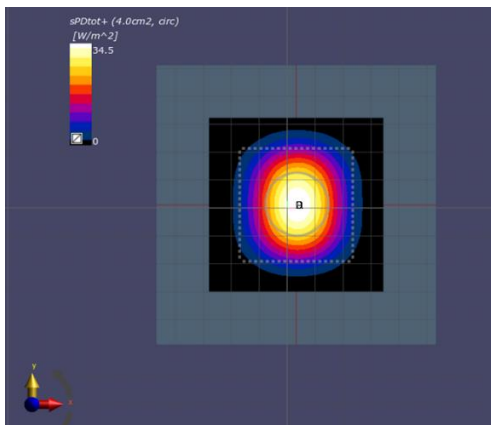 sPDtot+ (4.0cm2, circ)
[W/m^2]
34.5
0
y
x